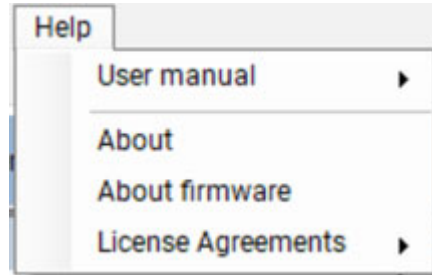 Help
User manual
About
About firmware
License Agreements